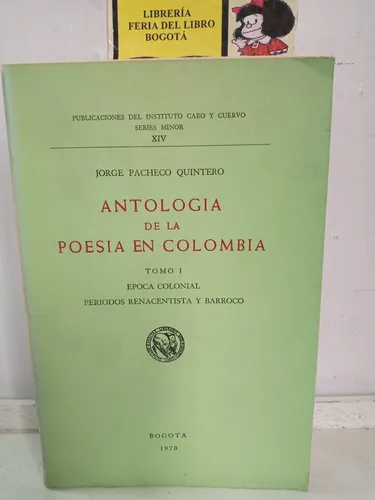 LIBRERÍA
FERIA DEL LIBRO
BOGOTÁ
PUBLICACIONES DEL INSTITUTO CARO Y CUERVO
SERIES MINOR
XIV
JORGE PACHECO QUINTERO
ANTOLOGIA
DE LA
POESIA EN COLOMBIA
TOMO I
EPOCA COLONIAL
PERIODOS RENACENTISTA Y BARROCO
BOGOTA
1970